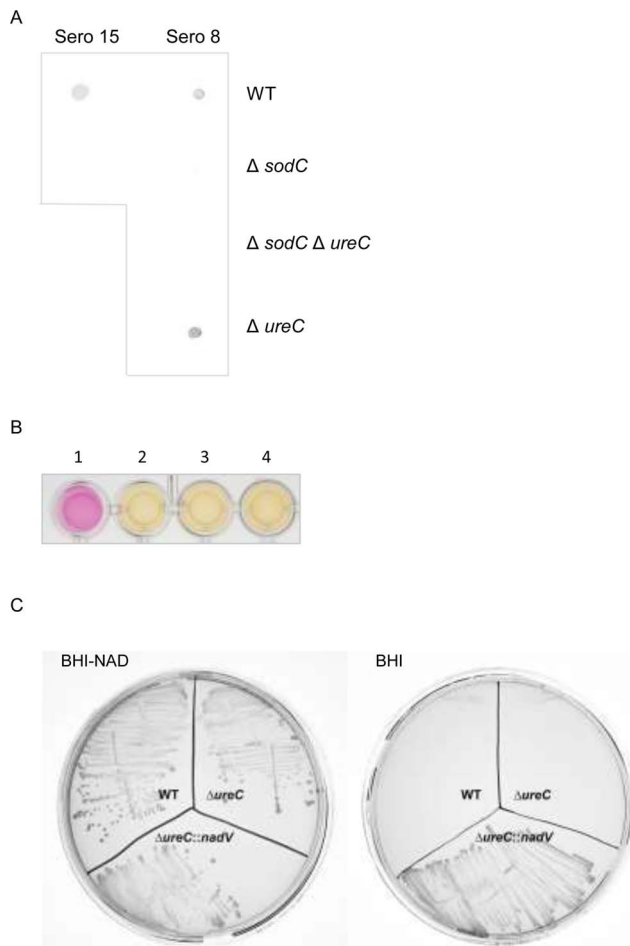 A
Sero 15 Sero 8
WT
Δ sodC
Δ sodC Δ ureC
Δ ureC
B
1 2 3 4
C
BHI-NAD BHI
WT ΔureC WT ΔureC
ΔureC::nadV ΔureC::nadV